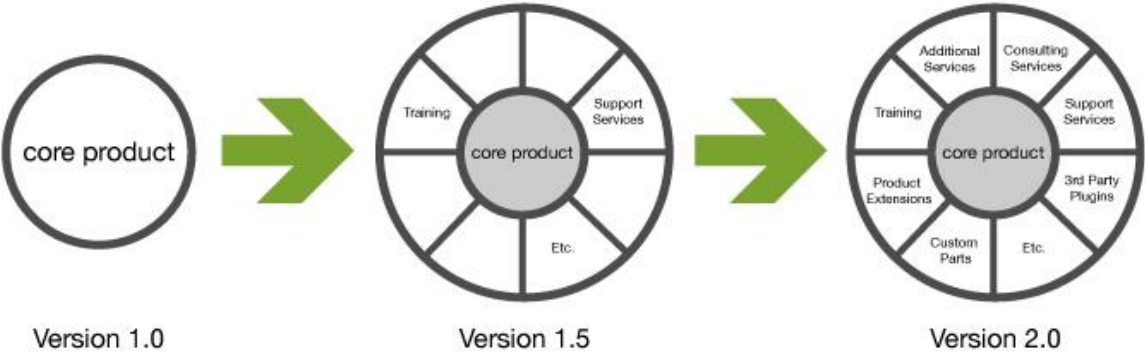 core product
Version 1.0
Training
Support
Services
core product
Etc.
Version 1.5
Additional
Services
Consulting
Services
Training
Support
Services
core product
Product
Extensions
3rd Party
Plugins
Custom
Parts
Etc.
Version 2.0